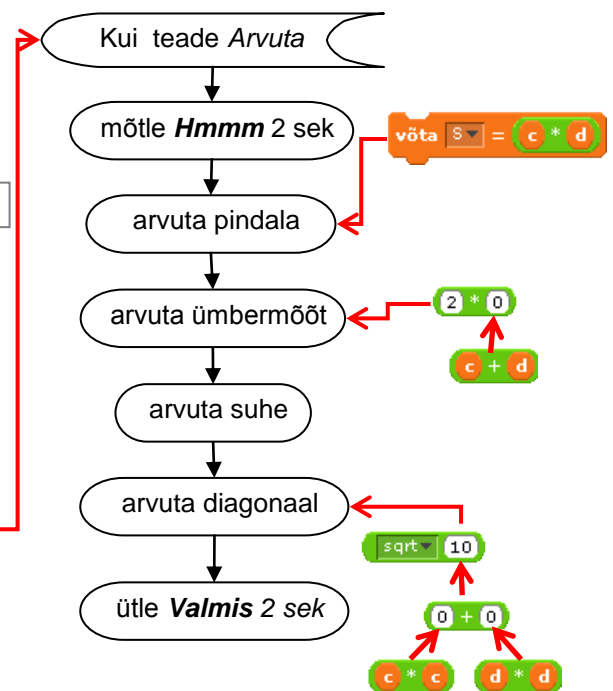 Kui teade Arvuta
mõtle Hmmm 2 sek
võta S = c * d
arvuta pindala
arvuta ümbermõõt
2 * 0
c + d
arvuta suhe
arvuta diagonaal
sqrt 10
0 + 0
ütle Valmis 2 sek
c * c
d * d